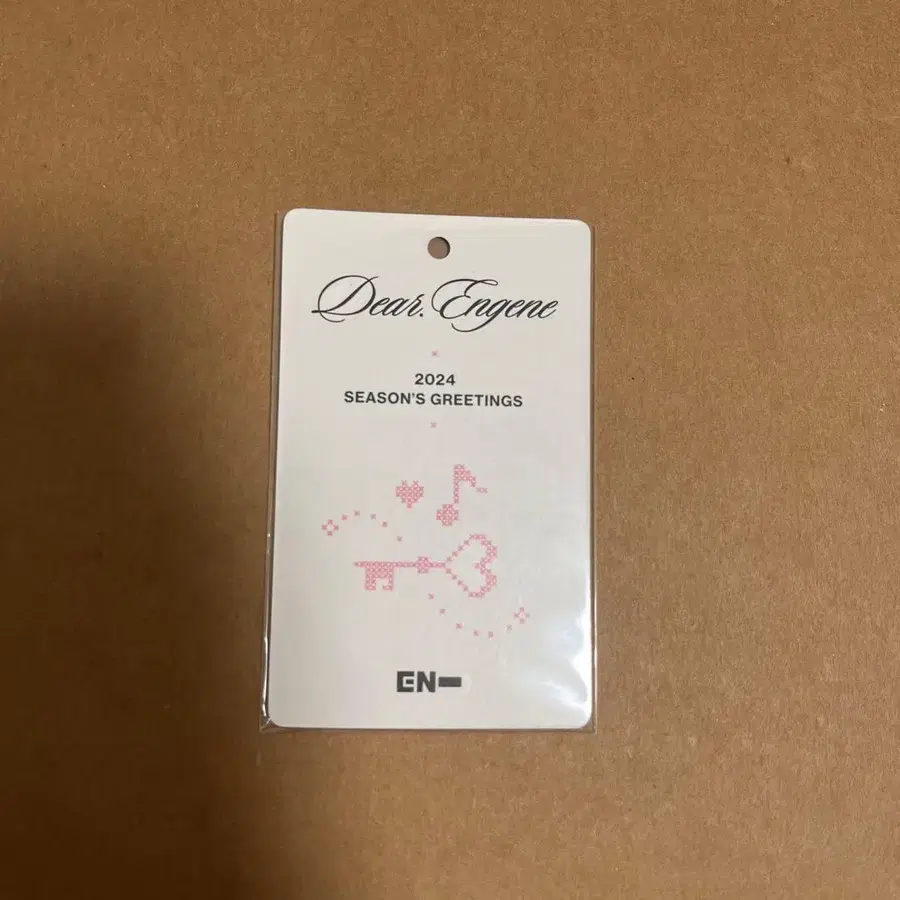 Dear. Engene
2024
SEASON'S GREETINGS
EN-